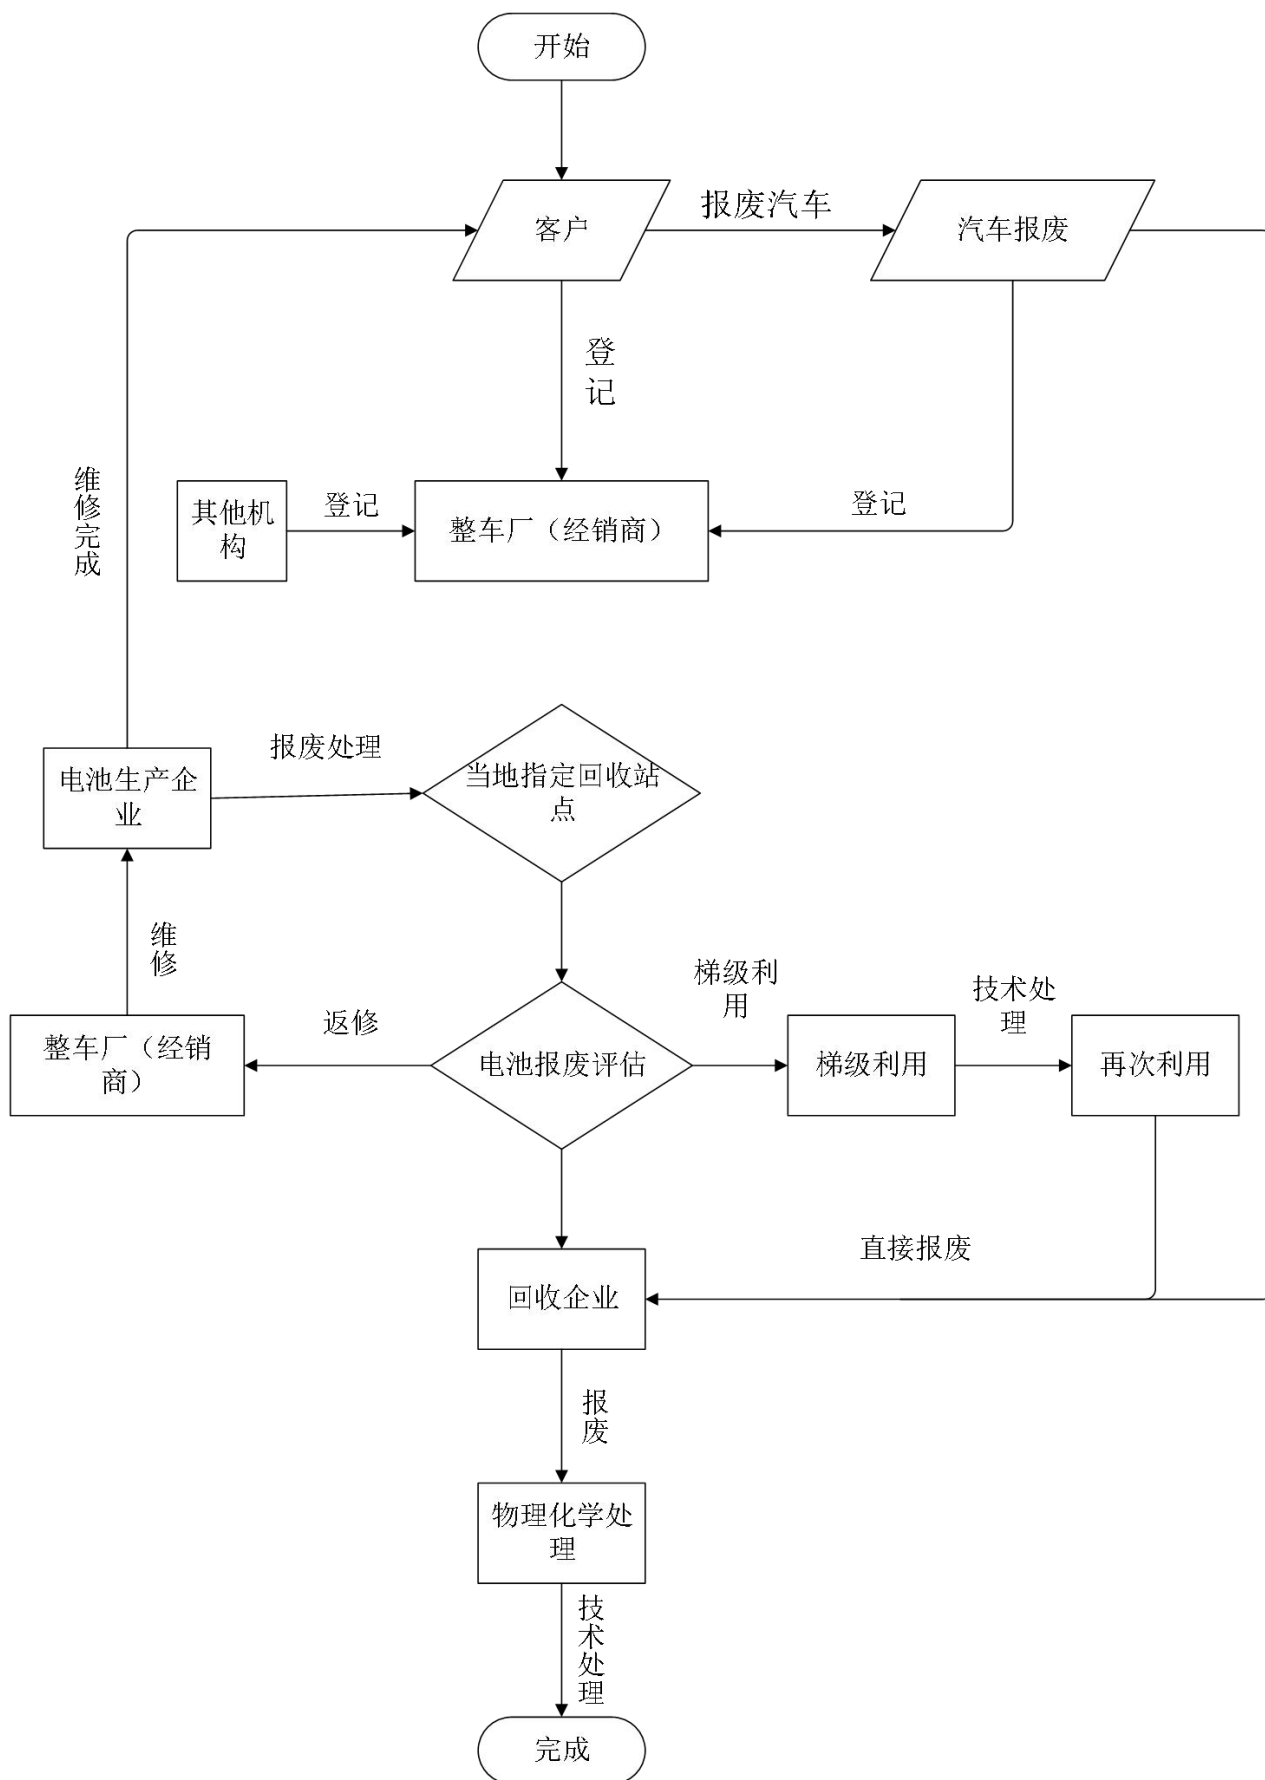 开始
客户
报废汽车
汽车报废
登
记
其他机
构
登记
整车厂（经销商）
登记
维
修
完
成
电池生产企
业
报废处理
当地指定回收站
点
维
修
整车厂（经销
商）
返修
电池报废评估
梯级利
用
梯级利用
技术处
理
再次利用
直接报废
回收企业
报
废
物理化学处
理
技
术
处
理
完成